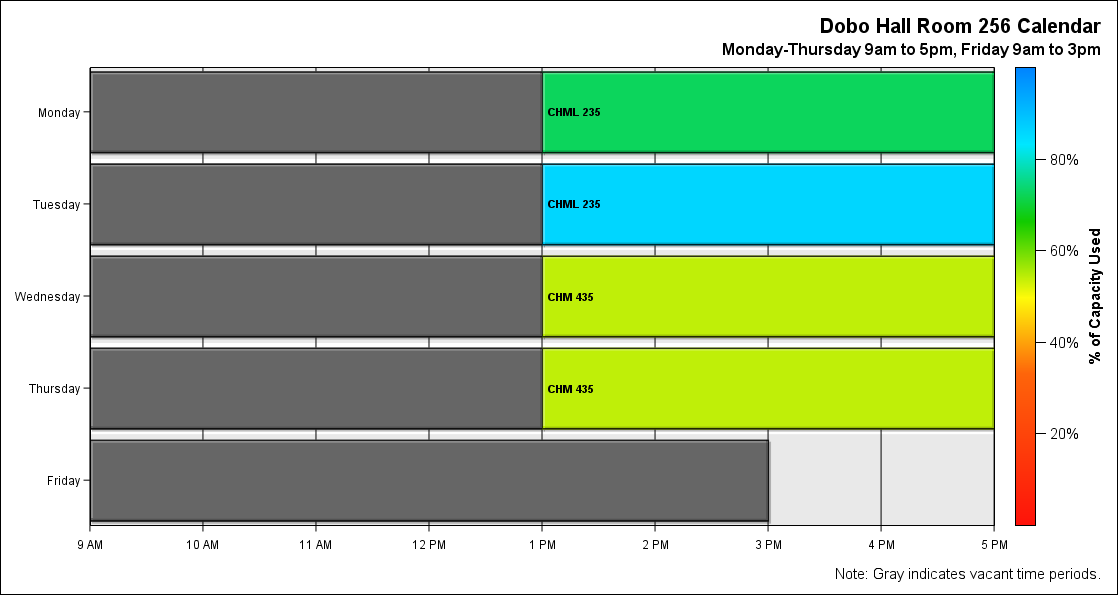 Dobo Hall Room 256 Calendar
Monday-Thursday 9am to 5pm, Friday 9am to 3pm
Monday
CHML 235
Tuesday
CHML 235
Wednesday
CHM 435
Thursday
CHM 435
Friday
9 AM 10 AM 11 AM 12 PM 1 PM 2 PM 3 PM 4 PM 5 PM
80%
60%
40%
20%
% of Capacity Used
Note: Gray indicates vacant time periods.